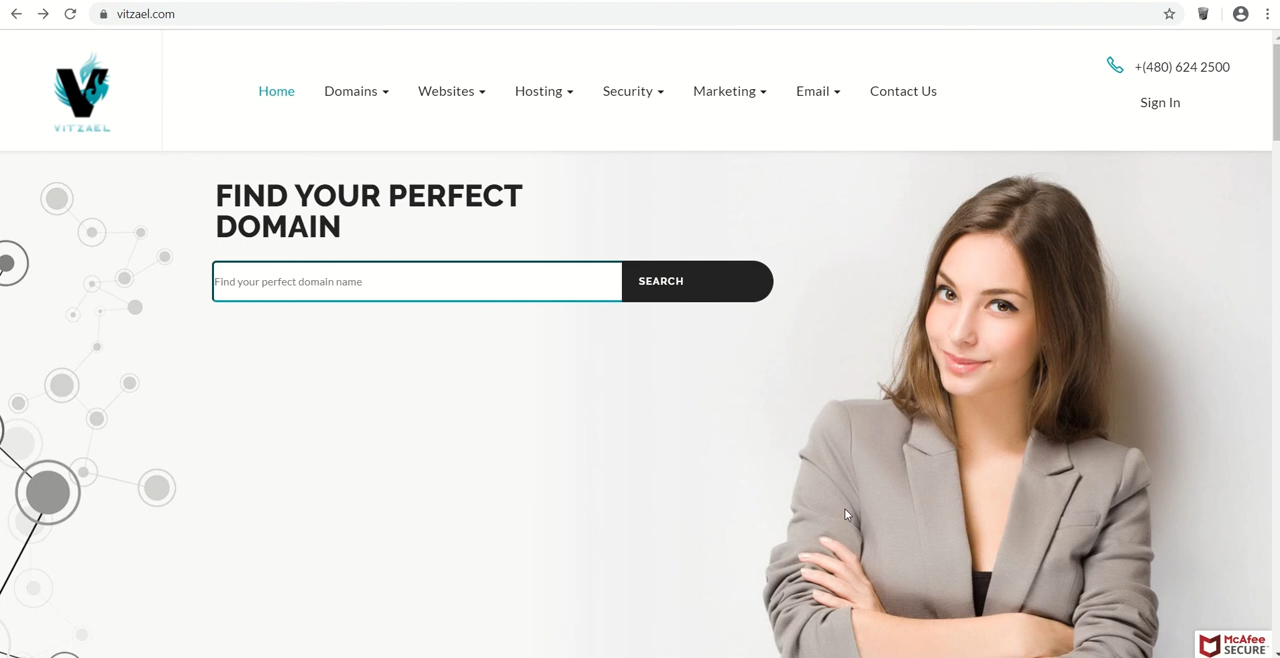 vitzael.com
VITZAEL
Home Domains Websites Hosting Security Marketing Email Contact Us
+(480) 624 2500
Sign In
FIND YOUR PERFECT
DOMAIN
Find your perfect domain name
SEARCH
McAfee
SECURE